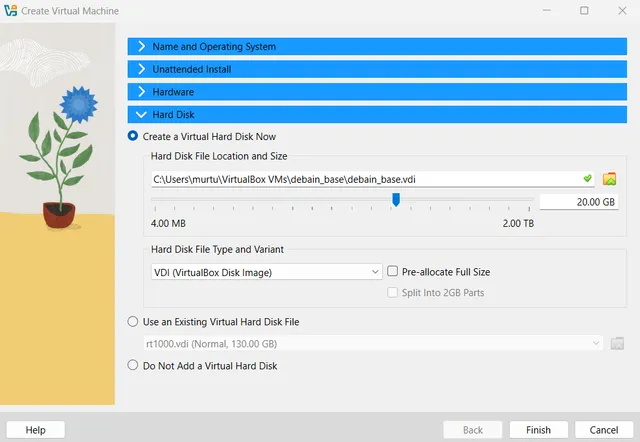 Create Virtual Machine
Name and Operating System
Unattended Install
Hardware
Hard Disk
Create a Virtual Hard Disk Now
Hard Disk File Location and Size
C:\Users\murtu\VirtualBox VMs\debain_base\debain_base.vdi
20.00 GB
4.00 MB 2.00 TB
Hard Disk File Type and Variant
VDI (VirtualBox Disk Image) Pre-allocate Full Size
Split Into 2GB Parts
Use an Existing Virtual Hard Disk File
rt1000.vdi (Normal, 130.00 GB)
Do Not Add a Virtual Hard Disk
Help Back Finish Cancel